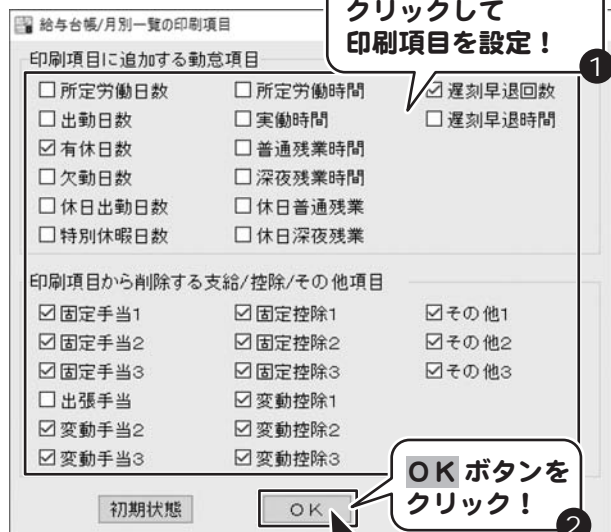 給与台帳/月別一覧の印刷項目
クリックして
印刷項目を設定！
1
印刷項目に追加する勤怠項目
所定労働日数 所定労働時間 遅刻早退回数
出勤日数 実働時間 遅刻早退時間
有休日数 普通残業時間
欠勤日数 深夜残業時間
休日出勤日数 休日普通残業
特別休暇日数 休日深夜残業
印刷項目から削除する支給/控除/その他項目
固定手当1 固定控除1 その他1
固定手当2 固定控除2 その他2
固定手当3 固定控除3 その他3
出張手当 変動控除1
変動手当2 変動控除2
変動手当3 変動控除3
初期状態 OK
OK ボタンを
クリック！
2